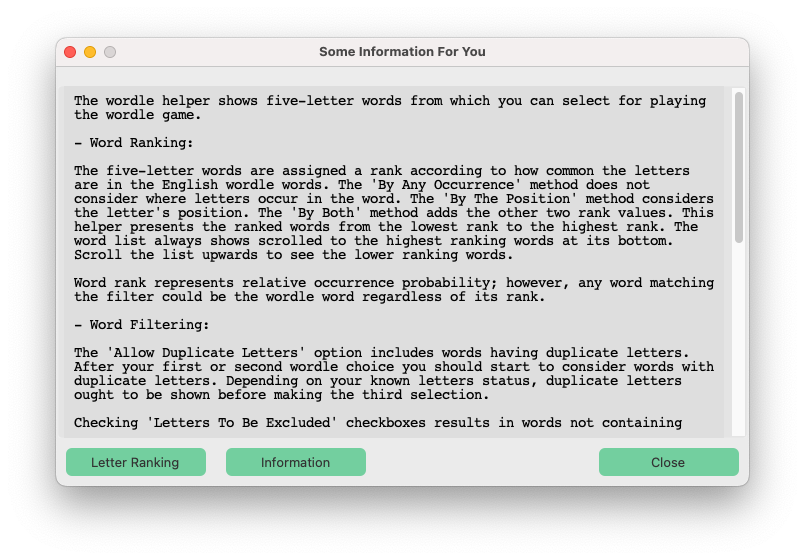 Some Information For You
The wordle helper shows five-letter words from which you can select for playing
the wordle game.
- Word Ranking:
The five-letter words are assigned a rank according to how common the letters
are in the English wordle words. The 'By Any Occurrence' method does not
consider where letters occur in the word. The 'By The Position' method considers
the letter's position. The 'By Both' method adds the other two rank values. This
helper presents the ranked words from the lowest rank to the highest rank. The
word list always shows scrolled to the highest ranking words at its bottom.
Scroll the list upwards to see the lower ranking words.
Word rank represents relative occurrence probability; however, any word matching
the filter could be the wordle word regardless of its rank.
- Word Filtering:
The 'Allow Duplicate Letters' option includes words having duplicate letters.
After your first or second wordle choice you should start to consider words with
duplicate letters. Depending on your known letters status, duplicate letters
ought to be shown before making the third selection.
Checking 'Letters To Be Excluded' checkboxes results in words not containing
Letter Ranking
Information
Close